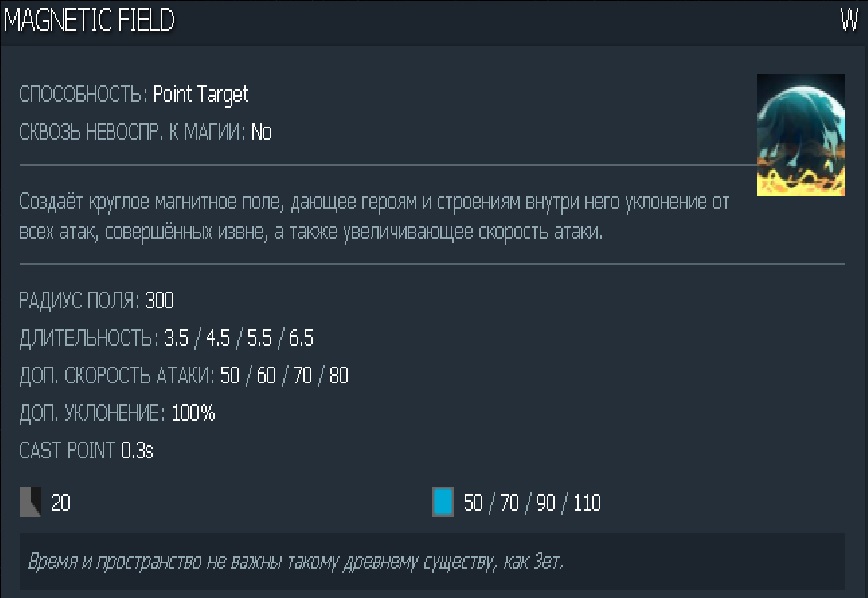 MAGNETIC FIELD W
СПОСОБНОСТЬ: Point Target
СКВОЗЬ НЕВОСПР. К МАГИИ: No
Создаёт круглое магнитное поле, дающее героям и строениям внутри него уклонение от
всех атак, совершённых извне, а также увеличивающее скорость атаки.
РАДИУС ПОЛЯ: 300
ДЛИТЕЛЬНОСТЬ: 3.5 / 4.5 / 5.5 / 6.5
ДОП. СКОРОСТЬ АТАКИ: 50 / 60 / 70 / 80
ДОП. УКЛОНЕНИЕ: 100%
CAST POINT 0.3s
20 50 / 70 / 90 / 110
Время и пространство не важны такому древнему существу, как Зет.